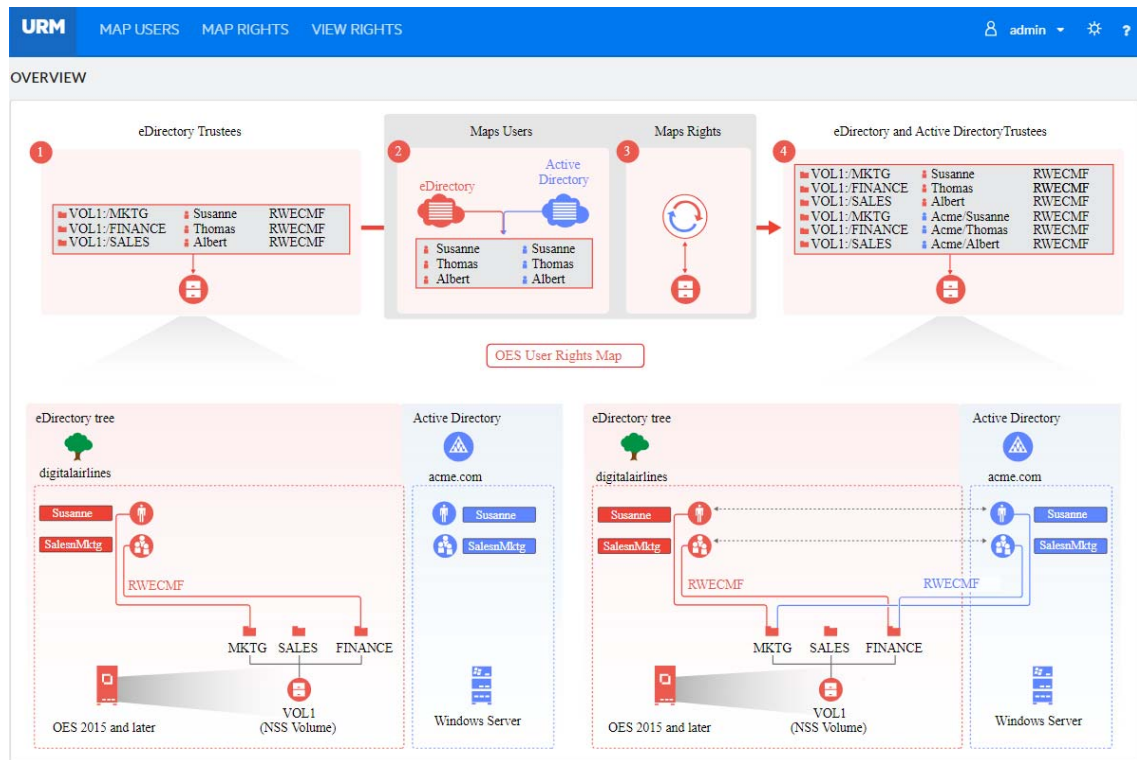 URM MAP USERS MAP RIGHTS VIEW RIGHTS admin ?
OVERVIEW
eDirectory Trustees
1
VOL1:/MKTG Susanne RWECMF
VOL1:/FINANCE Thomas RWECMF
VOL1:/SALES Albert RWECMF
Maps Users
2
eDirectory
Active
Directory
Susanne Susanne
Thomas Thomas
Albert Albert
Maps Rights
3
eDirectory and Active DirectoryTrustees
4
VOL1:/MKTG Susanne RWECMF
VOL1:/FINANCE Thomas RWECMF
VOL1:/SALES Albert RWECMF
VOL1:/MKTG Acme/Susanne RWECMF
VOL1:/FINANCE Acme/Thomas RWECMF
VOL1:/SALES Acme/Albert RWECMF
OES User Rights Map
eDirectory tree
digitalairlines
Susanne
SalesnMktg
RWECMF
MKTG SALES FINANCE
OES 2015 and later
VOL1
(NSS Volume)
Active Directory
acme.com
Susanne
SalesnMktg
Windows Server
eDirectory tree
digitalairlines
Susanne
SalesnMktg
RWECMF
RWECMF
MKTG SALES FINANCE
OES 2015 and later
VOL1
(NSS Volume)
Active Directory
acme.com
Susanne
SalesnMktg
Windows Server